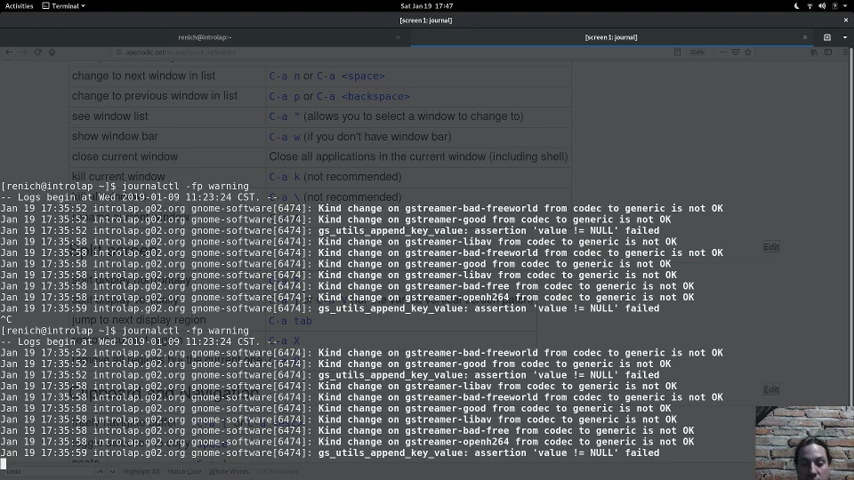 Activities Terminal Sat Jan 19 17:47
[screen 1: journal]
renich@introlap:~ [screen 1: journal]
change to next window in list C-a n or C-a <space>
change to previous window in list C-a p or C-a <backspace>
see window list C-a " (allows you to select a window to change to)
show window bar C-a w (if you don't have window bar)
close current window Close all applications in the current window (including shell)
kill current window C-a k (not recommended)
[renich@introlap ~]$ journalctl -fp warning
-- Logs begin at Wed 2019-01-09 11:23:24 CST. --
C-a \ (not recommended)
Jan 19 17:35:52 introlap.g02.org gnome-software[6474]: Kind change on gstreamer-bad-freeworld from codec to generic is not OK
Jan 19 17:35:52 introlap.g02.org gnome-software[6474]: Kind change on gstreamer-good from codec to generic is not OK
Jan 19 17:35:52 introlap.g02.org gnome-software[6474]: gs_utils_append_key_value: assertion 'value != NULL' failed
Jan 19 17:35:58 introlap.g02.org gnome-software[6474]: Kind change on gstreamer-libav from codec to generic is not OK
Edit
Jan 19 17:35:58 introlap.g02.org gnome-software[6474]: Kind change on gstreamer-bad-freeworld from codec to generic is not OK
Jan 19 17:35:58 introlap.g02.org gnome-software[6474]: Kind change on gstreamer-good from codec to generic is not OK
Jan 19 17:35:58 introlap.g02.org gnome-software[6474]: Kind change on gstreamer-libav from codec to generic is not OK
Jan 19 17:35:58 introlap.g02.org gnome-software[6474]: Kind change on gstreamer-bad-free from codec to generic is not OK
Jan 19 17:35:58 introlap.g02.org gnome-software[6474]: Kind change on gstreamer-openh264 from codec to generic is not OK
Jan 19 17:35:59 introlap.g02.org gnome-software[6474]: gs_utils_append_key_value: assertion 'value != NULL' failed
^C
jump to next display region C-a tab
[renich@introlap ~]$ journalctl -fp warning
-- Logs begin at Wed 2019-01-09 11:23:24 CST. --
C-a X
Jan 19 17:35:52 introlap.g02.org gnome-software[6474]: Kind change on gstreamer-bad-freeworld from codec to generic is not OK
Jan 19 17:35:52 introlap.g02.org gnome-software[6474]: Kind change on gstreamer-good from codec to generic is not OK
Jan 19 17:35:52 introlap.g02.org gnome-software[6474]: gs_utils_append_key_value: assertion 'value != NULL' failed
Jan 19 17:35:58 introlap.g02.org gnome-software[6474]: Kind change on gstreamer-libav from codec to generic is not OK
Edit
Jan 19 17:35:58 introlap.g02.org gnome-software[6474]: Kind change on gstreamer-bad-freeworld from codec to generic is not OK
Jan 19 17:35:58 introlap.g02.org gnome-software[6474]: Kind change on gstreamer-good from codec to generic is not OK
Jan 19 17:35:58 introlap.g02.org gnome-software[6474]: Kind change on gstreamer-libav from codec to generic is not OK
Jan 19 17:35:58 introlap.g02.org gnome-software[6474]: Kind change on gstreamer-bad-free from codec to generic is not OK
Jan 19 17:35:58 introlap.g02.org gnome-software[6474]: Kind change on gstreamer-openh264 from codec to generic is not OK
Jan 19 17:35:59 introlap.g02.org gnome-software[6474]: gs_utils_append_key_value: assertion 'value != NULL' failed
Highlight All Match Case Whole Words